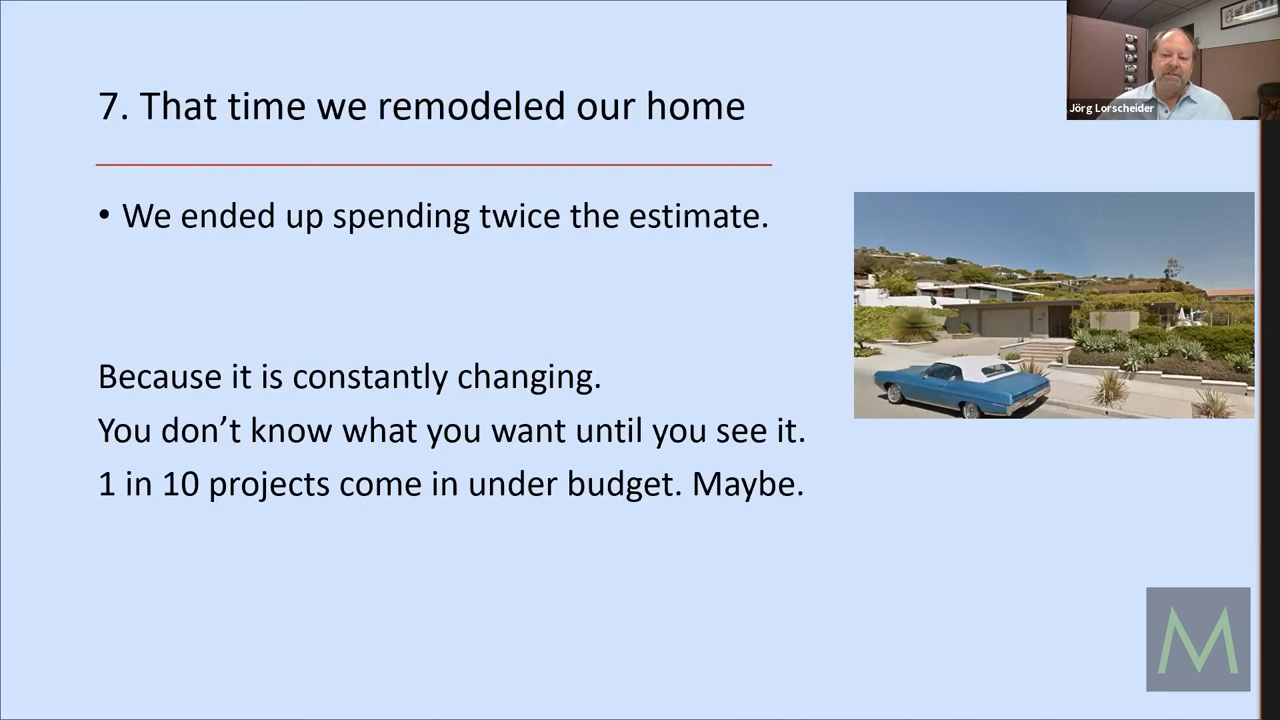 Jörg Lorscheider
7. That time we remodeled our home
• We ended up spending twice the estimate.
Because it is constantly changing.
You don’t know what you want until you see it.
1 in 10 projects come in under budget. Maybe.
M